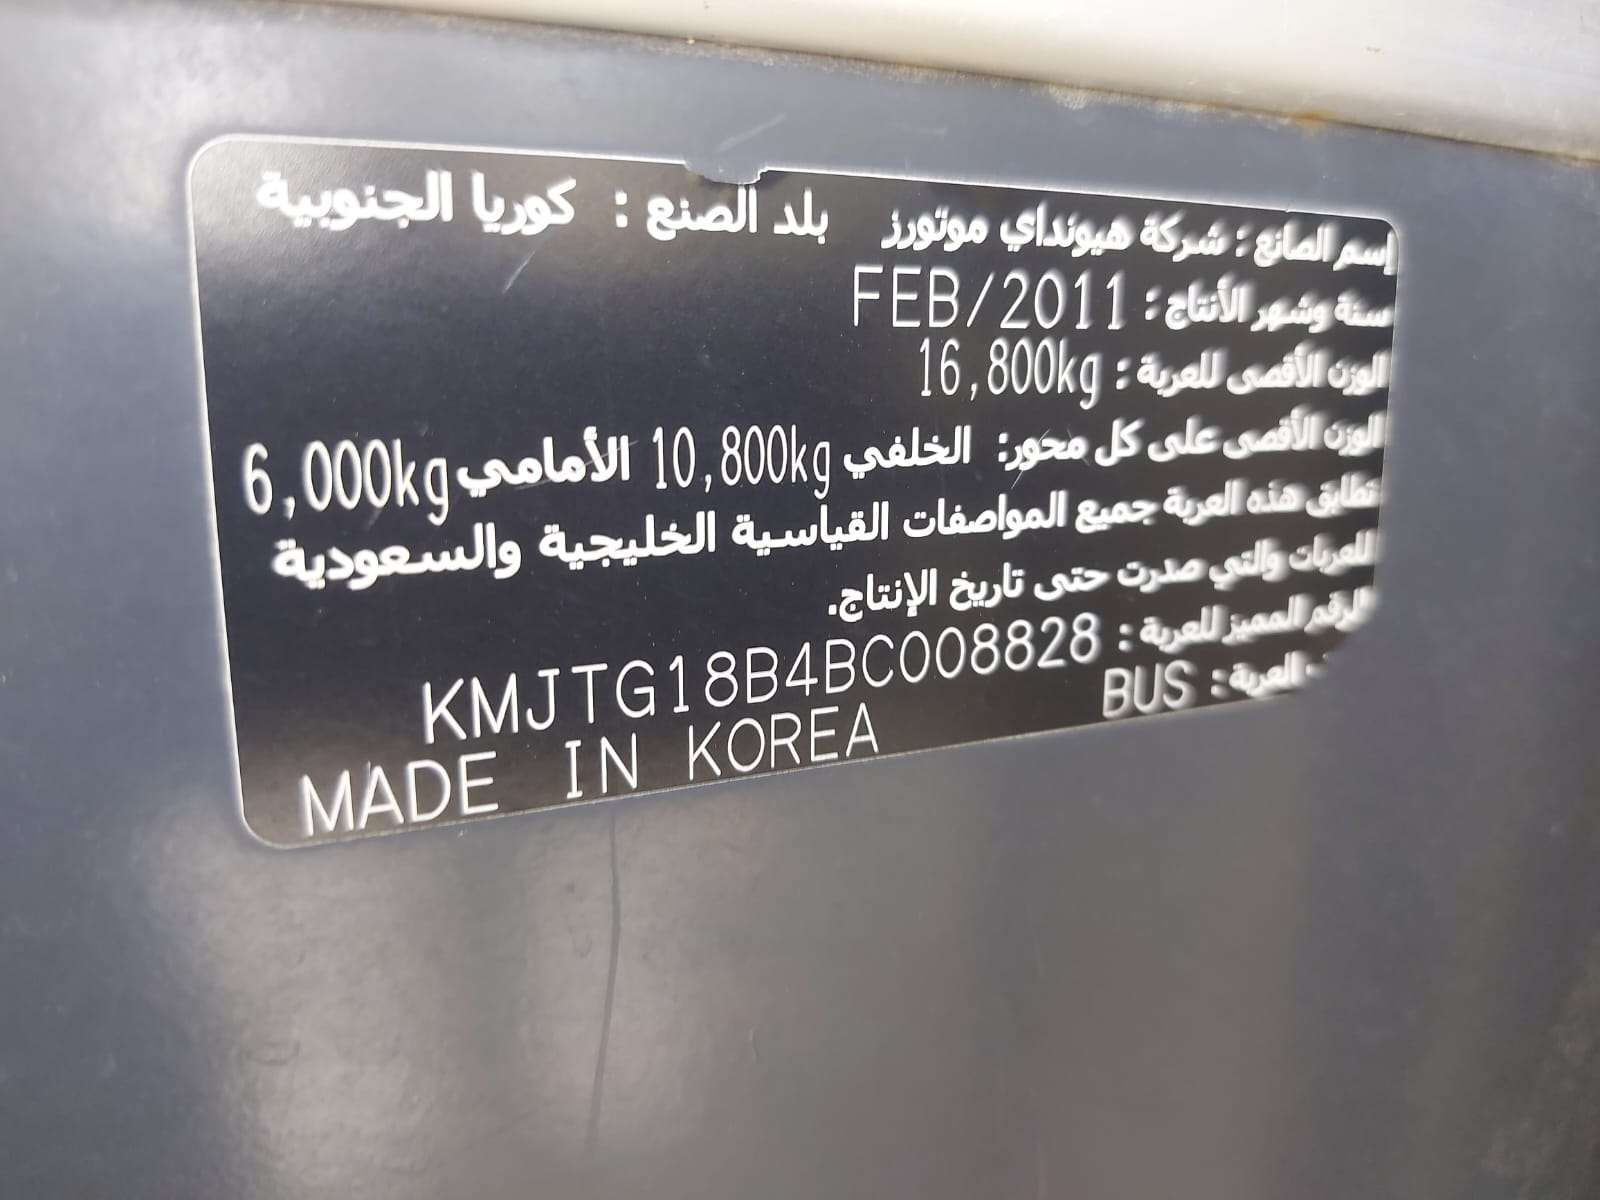 إسم الصانع : شركة هيونداي موتورز بلد الصنع : كوريا الجنوبية
سنة وشهر الأنتاج : FEB/2011
الوزن الأقصى للعربة : 16,800kg
الوزن الأقصى على كل محور: الخلفي 10,800kg الأمامي 6,000kg
تطابق هذه العربة جميع المواصفات القياسية الخليجية والسعودية
للعربات والتي صدرت حتى تاريخ الإنتاج.
الرقم المميز للعربة : KMJTG18B4BC008828
العربة : BUS
MADE IN KOREA